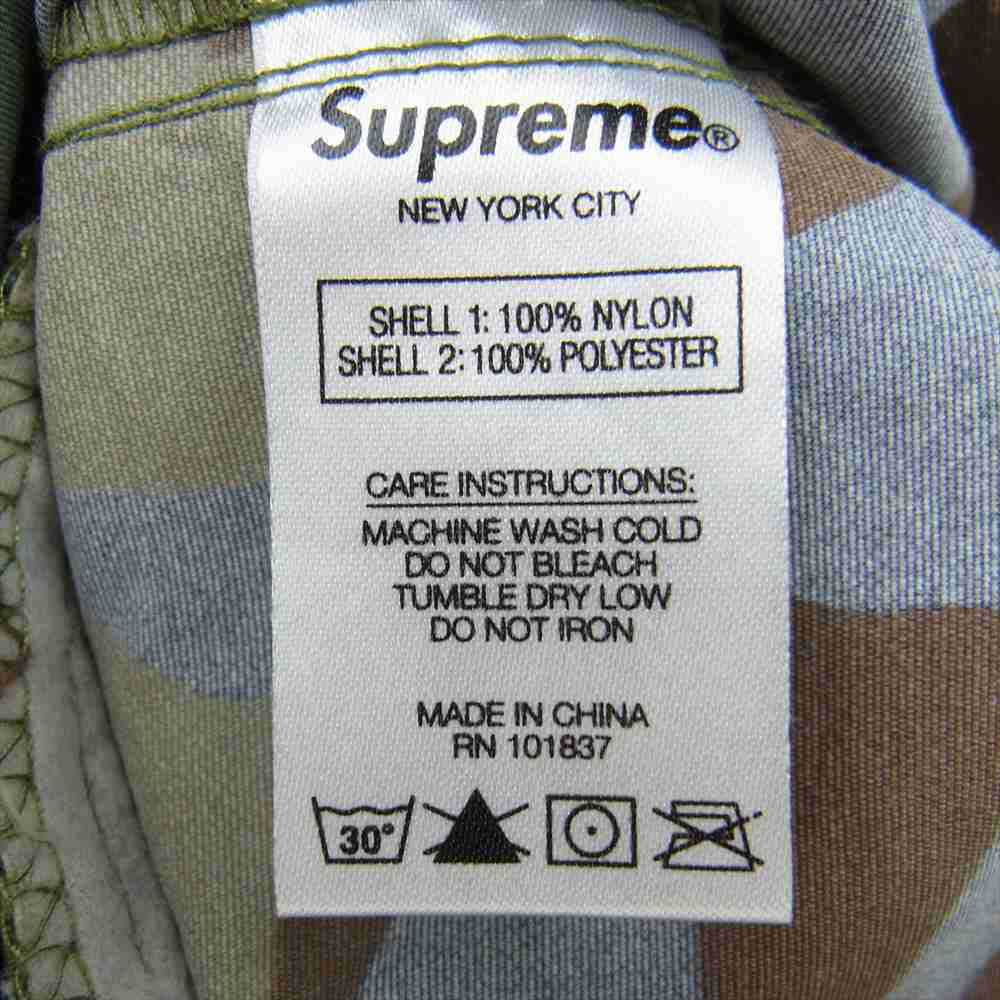 Supreme®
NEW YORK CITY
SHELL 1: 100% NYLON
SHELL 2: 100% POLYESTER
CARE INSTRUCTIONS:
MACHINE WASH COLD
DO NOT BLEACH
TUMBLE DRY LOW
DO NOT IRON
MADE IN CHINA
RN 101837
30°